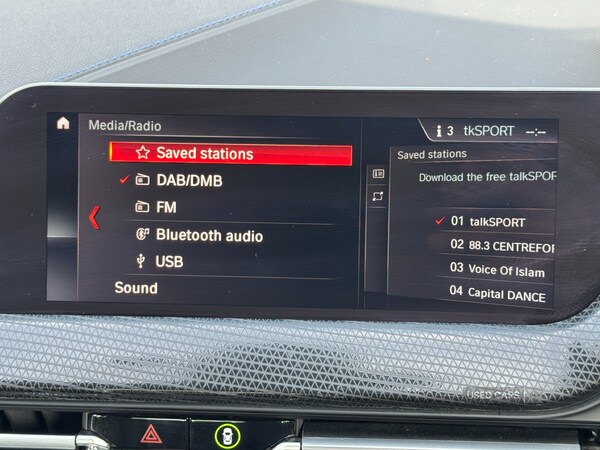 Media/Radio
Saved stations
DAB/DMB
FM
Bluetooth audio
USB
Sound
i 3 tkSPORT --:--
Saved stations
Download the free talkSPOR
01 talkSPORT
02 88.3 CENTREFO
03 Voice Of Islam
04 Capital DANCE
USED CARS